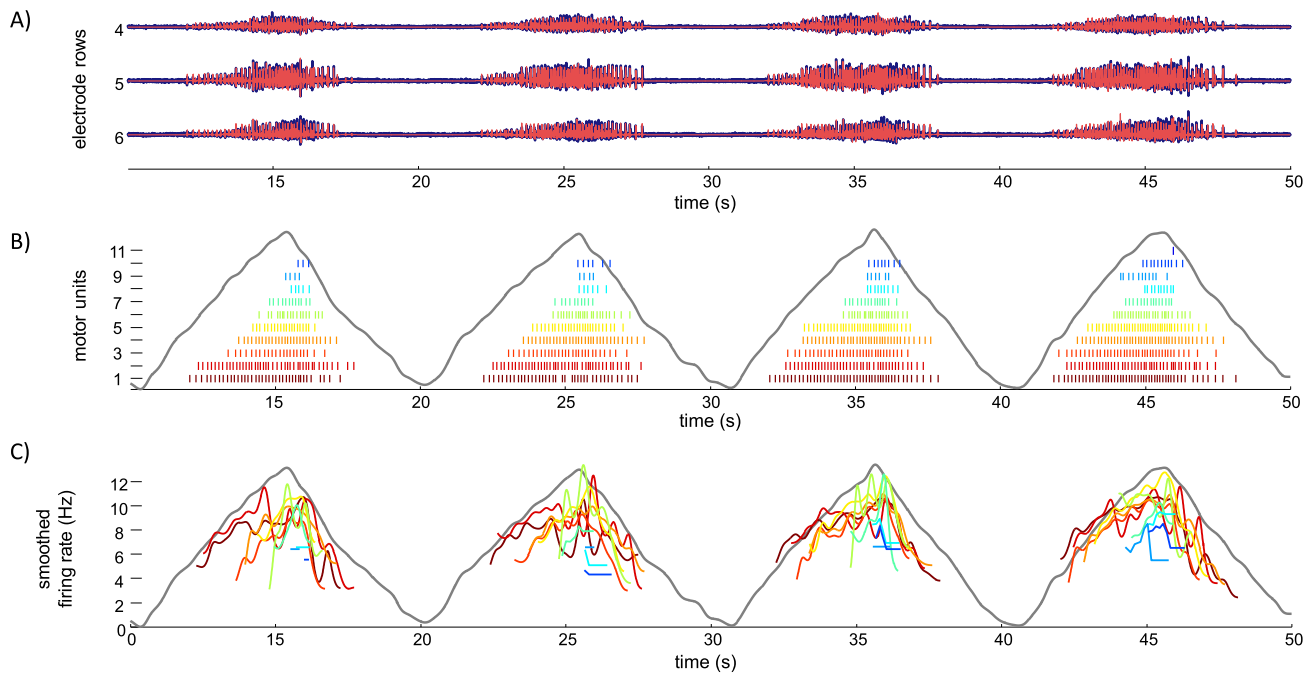 A)
electrode rows
4
5
6
15 20 25 30 35 40 45 50
time (s)
B)
motor units
11
9
7
5
3
1
15 20 25 30 35 40 45 50
time (s)
C)
smoothed
firing rate (Hz)
12
10
8
6
4
2
0
0 15 20 25 30 35 40 45 50
time (s)